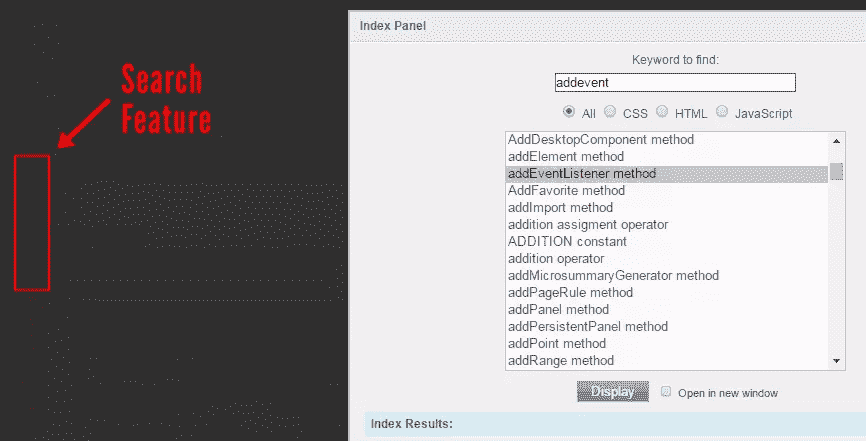 Search
Feature
Index Panel
Keyword to find:
addevent
All CSS HTML JavaScript
AddDesktopComponent method
addElement method
addEventListener method
AddFavorite method
addImport method
addition assigment operator
ADDITION constant
addition operator
addMicrosummaryGenerator method
addPageRule method
addPanel method
addPersistentPanel method
addPoint method
addRange method
Display Open in new window
Index Results: